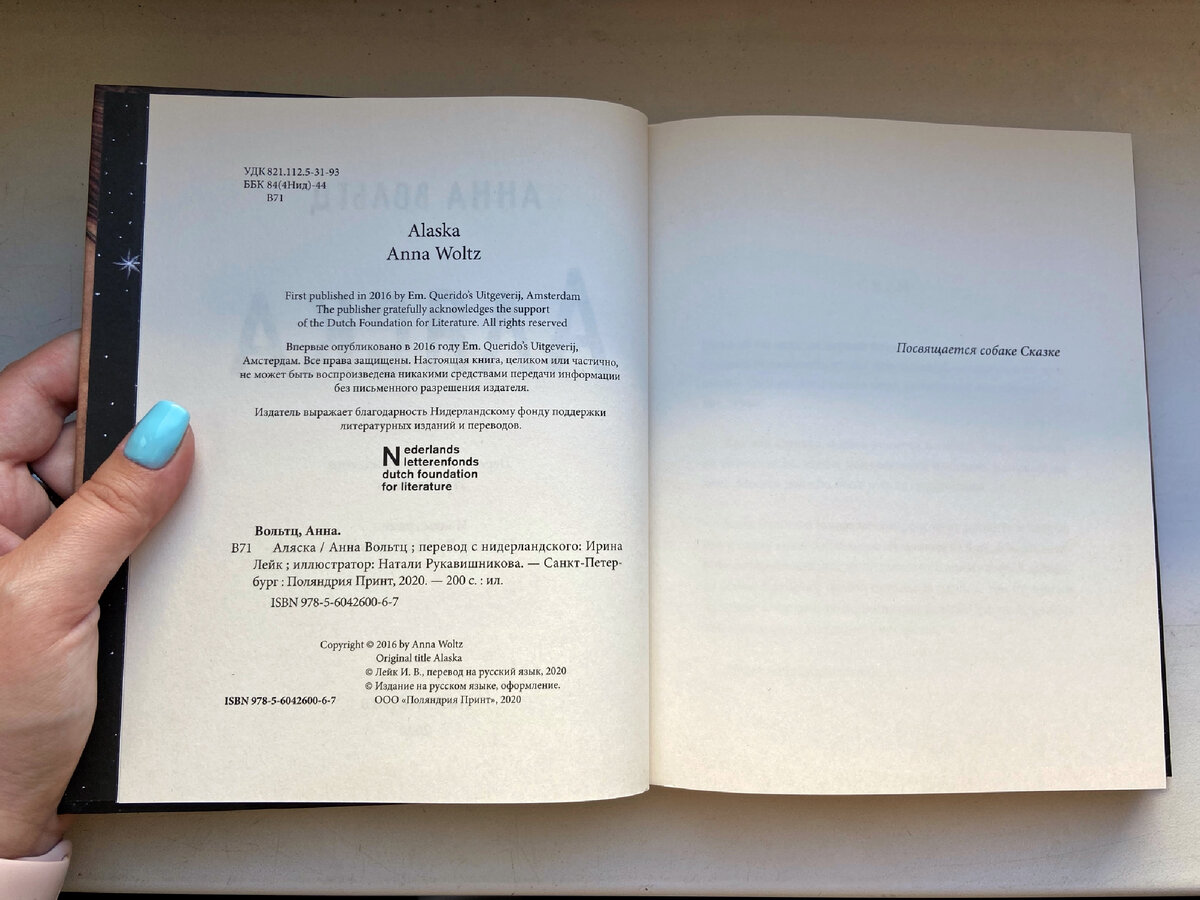 УДК 821.112.5-31-93
ББК 84(4Нид)-44
В71
Alaska
Anna Woltz
First published in 2016 by Em. Querido's Uitgeverij, Amsterdam
The publisher gratefully acknowledges the support
of the Dutch Foundation for Literature. All rights reserved
Впервые опубликовано в 2016 году Em. Querido's Uitgeverij,
Амстердам. Все права защищены. Настоящая книга, целиком или частично,
не может быть воспроизведена никакими средствами передачи информации
без письменного разрешения издателя.
Издатель выражает благодарность Нидерландскому фонду поддержки
литературных изданий и переводов.
Nederlands
letterenfonds
dutch foundation
for literature
Вольтц, Анна.
В71 Аляска / Анна Вольтц ; перевод с нидерландского: Ирина
Лейк ; иллюстратор: Натали Рукавишникова. — Санкт-Петер-
бург : Поляндрия Принт, 2020. — 200 с. : ил.
ISBN 978-5-6042600-6-7
Copyright © 2016 by Anna Woltz
Original title Alaska
© Лейк И. В., перевод на русский язык, 2020
© Издание на русском языке, оформление.
ISBN 978-5-6042600-6-7 ООО «Поляндрия Принт», 2020
Посвящается собаке Сказке